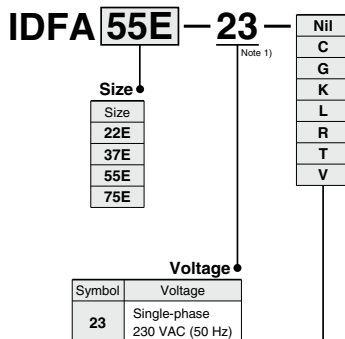 IDFA 55E — 23 —
Note 1)
Nil
C
G
K
L
R
T
V
Size
Size
22E
37E
55E
75E
Voltage
Symbol Voltage
23 Single-phase
230 VAC (50 Hz)